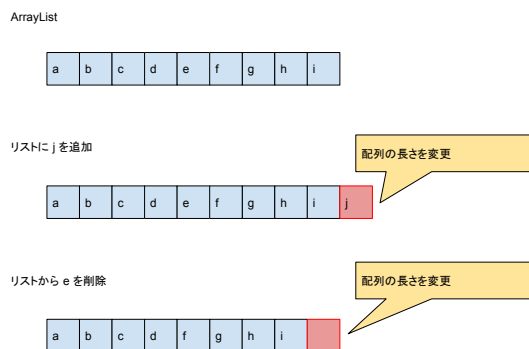 ArrayList
a b c d e f g h i
リストに j を追加
配列の長さを変更
a b c d e f g h i j
リストから e を削除
配列の長さを変更
a b c d f g h i